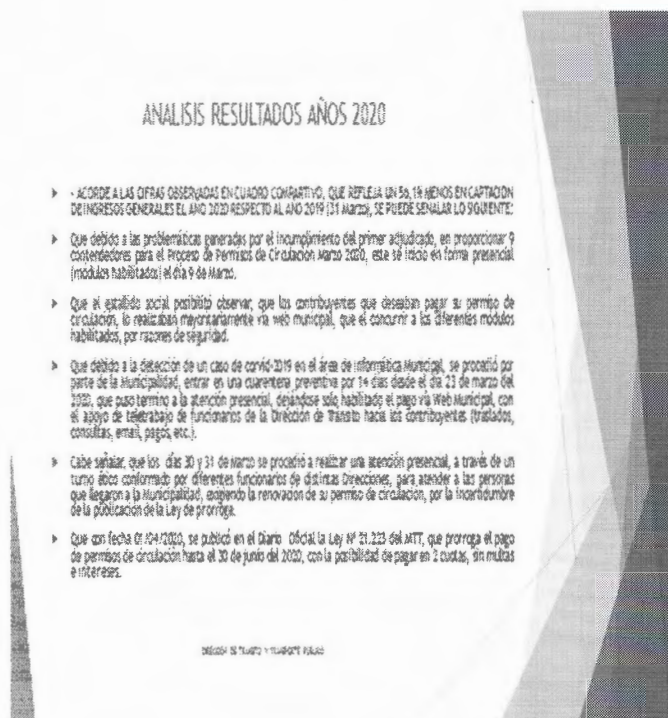 ANALISIS RESULTADOS AÑOS 2020
- ACORDE A LAS CIFRAS OBSERVADAS EN CUADRO COMPARTIVO, QUE REFLEJA UN 56,1% MENOS EN CAPTACION
DE INGRESOS GENERALES EL ANO 2020 RESPECTO AL ANO 2019 (31 Marzo), SE PUEDE SEÑALAR LO SIGUIENTE:
Que debido a las problemáticas generadas por el incumplimiento del primer adjudicado, en proporcionar 9
contendedores para el Proceso de Permisos de Circulación Marzo 2020, este se inicio en forma presencial
(modulos habilitados) el día 9 de Marzo.
Que el estallido social posibilitó observar, que los contribuyentes que deseaban pagar su permiso de
circulación, lo realizaban mayoritariamente vía web municipal, que el concurrir a los diferentes modulos
habilitados, por razones de seguridad.
Que debido a la detección de un caso de corvid-2019 en el área de Informática Municipal, se procedió por
parte de la Municipalidad, entrar en una cuarentena preventiva por 14 días desde el día 23 de marzo del
2020, que puso termino a la atención presencial, dejándose solo habilitado el pago vía Web Municipal, con
el apoyo de teletrabajo de funcionarios de la Dirección de Tránsito hacia los contribuyentes (traslados,
consultas, email, pagos, etc.).
Cabe señalar, que los días 30 y 31 de Marzo se procedió a realizar una atención presencial, a través de un
turno ético conformado por diferentes funcionarios de distintas Direcciones, para atender a las personas
que llegaron a la Municipalidad, exigiendo la renovación de su permiso de circulación, por la incertidumbre
de la publicación de la Ley de prorroga.
Que con fecha 01/04/2020, se publicó en el Diario Oficial la Ley Nº 21.223 del MTT, que prorroga el pago
de permisos de circulación hasta el 30 de junio del 2020, con la posibilidad de pagar en 2 cuotas, sin multas
e intereses.
DIRECCION DE TRANSITO Y TRANSPORTE PUBLICO